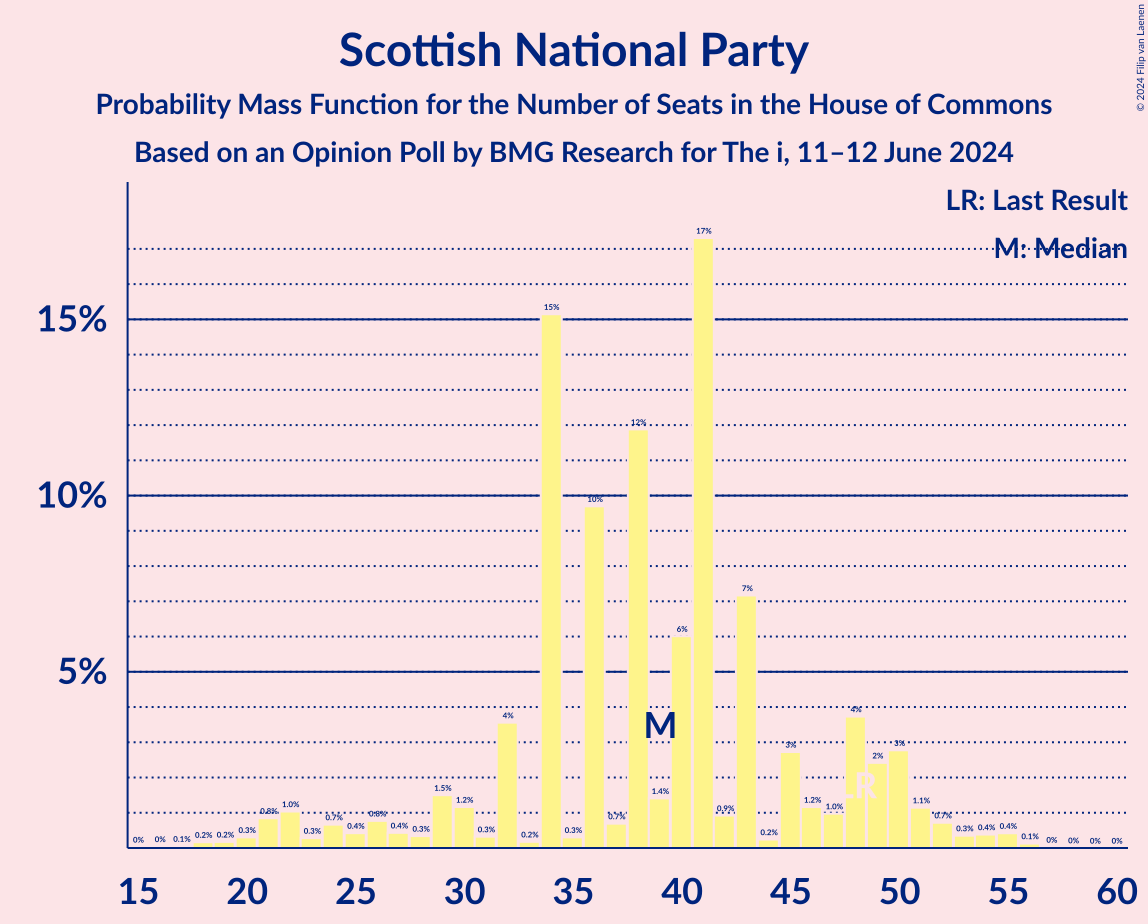 Scottish National Party
Probability Mass Function for the Number of Seats in the House of Commons
Based on an Opinion Poll by BMG Research for The i, 11–12 June 2024
© 2024 Filip van Laenen
LR: Last Result
M: Median
15%
10%
5%
0% 0% 0.1% 0.2% 0.2% 0.3% 0.8% 1.0% 0.3% 0.7% 0.4% 0.8% 0.4% 0.3% 1.5% 1.2% 0.3% 4% 0.2% 15% 0.3% 10% 0.7% 12% 1.4% 6% 17% 0.9% 7% 0.2% 3% 1.2% 1.0% 4% 2% 3% 1.1% 0.7% 0.3% 0.4% 0.4% 0.1% 0% 0% 0% 0%
M
LR
15 20 25 30 35 40 45 50 55 60